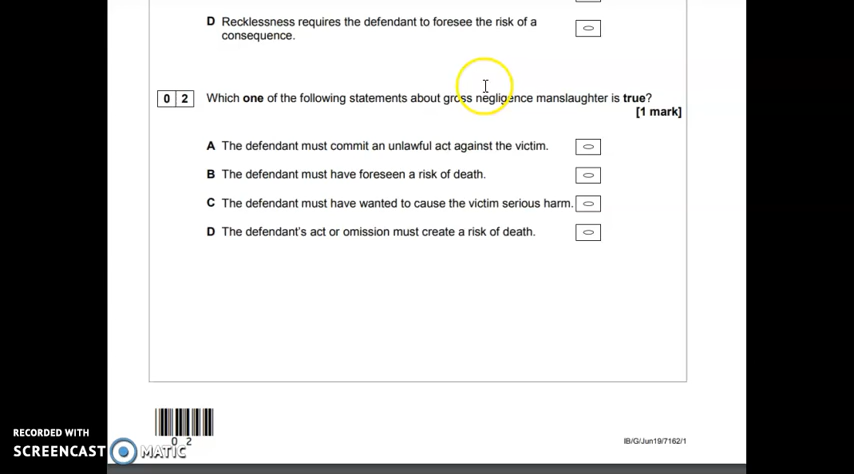 D Recklessness requires the defendant to foresee the risk of a
consequence.
0 2 Which one of the following statements about gross negligence manslaughter is true?
[1 mark]
A The defendant must commit an unlawful act against the victim.
B The defendant must have foreseen a risk of death.
C The defendant must have wanted to cause the victim serious harm.
D The defendant's act or omission must create a risk of death.
0 2
IB/G/Jun19/7162/1
RECORDED WITH
SCREENCAST MATIC